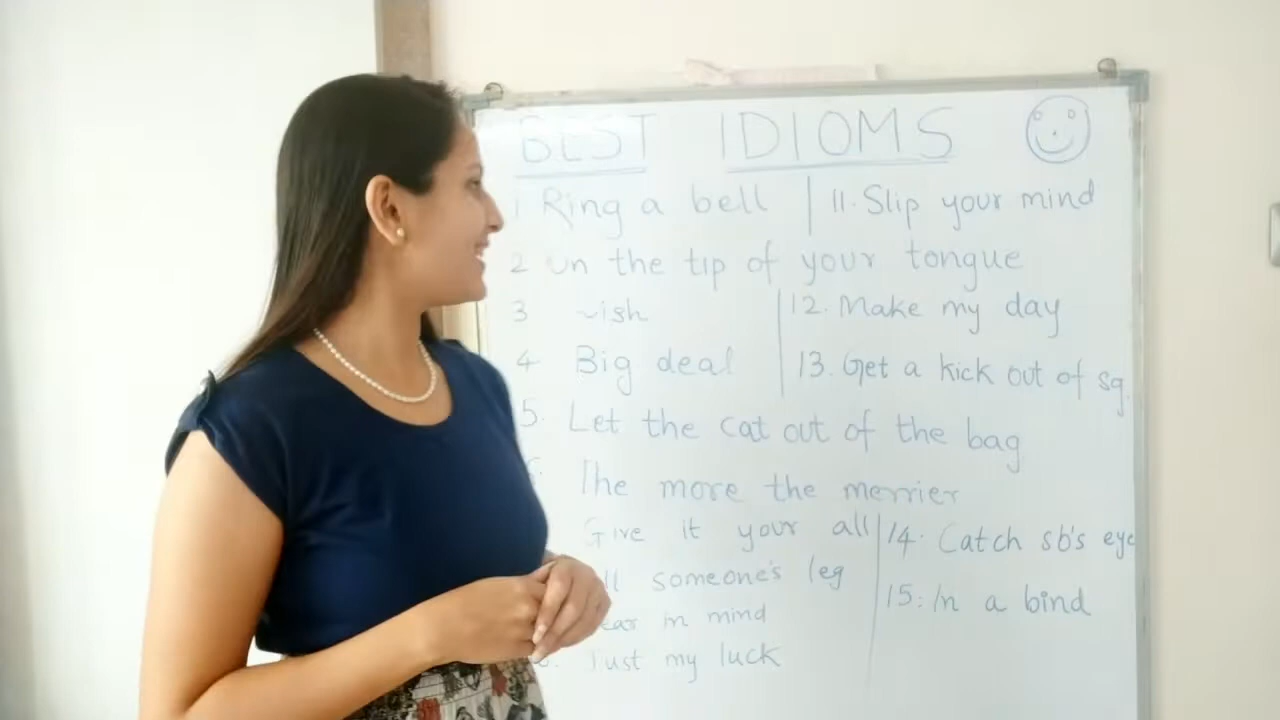 BEST IDIOMS
1 Ring a bell
11. Slip your mind
2 On the tip of your tongue
3
12. Make my day
4 Big deal
13. Get a kick out of sg
5. Let the cat out of the bag
The more the merrier
Give it your all
14. Catch sb's eye
someone's leg
15. In a bind
in mind
Just my luck